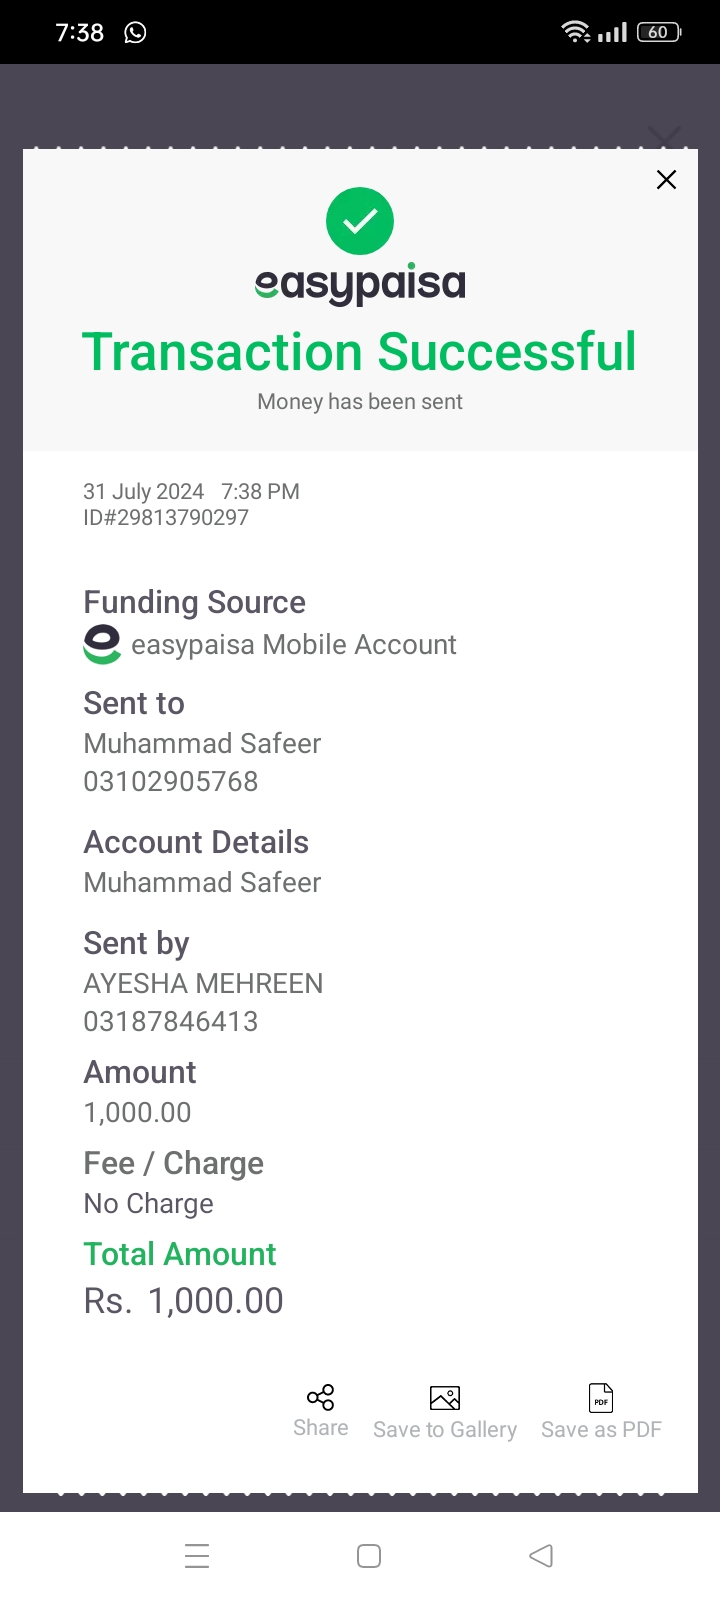 7:38
60
easypaisa
Transaction Successful
Money has been sent
31 July 2024 7:38 PM
ID#29813790297
Funding Source
easypaisa Mobile Account
Sent to
Muhammad Safeer
03102905768
Account Details
Muhammad Safeer
Sent by
AYESHA MEHREEN
03187846413
Amount
1,000.00
Fee / Charge
No Charge
Total Amount
Rs. 1,000.00
PDF
Share Save to Gallery Save as PDF